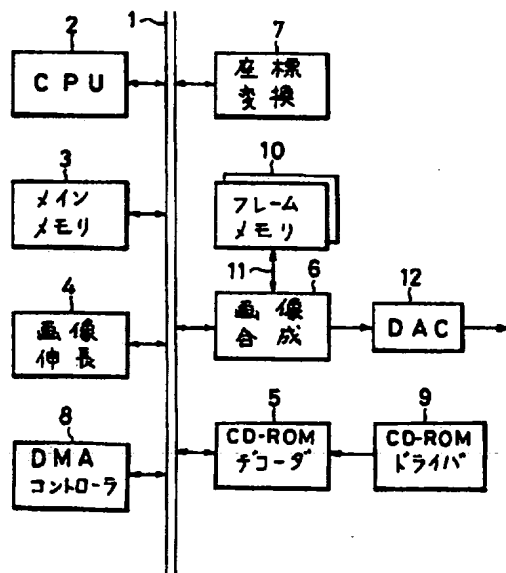 1
2
CPU
7
座標
変換
3
メイン
メモリ
10
フレーム
メモリ
11
6
画像
合成
12
DAC
4
画像
伸長
5
CD-ROM
デコーダ
9
CD-ROM
ドライバ
8
DMA
コントローラ